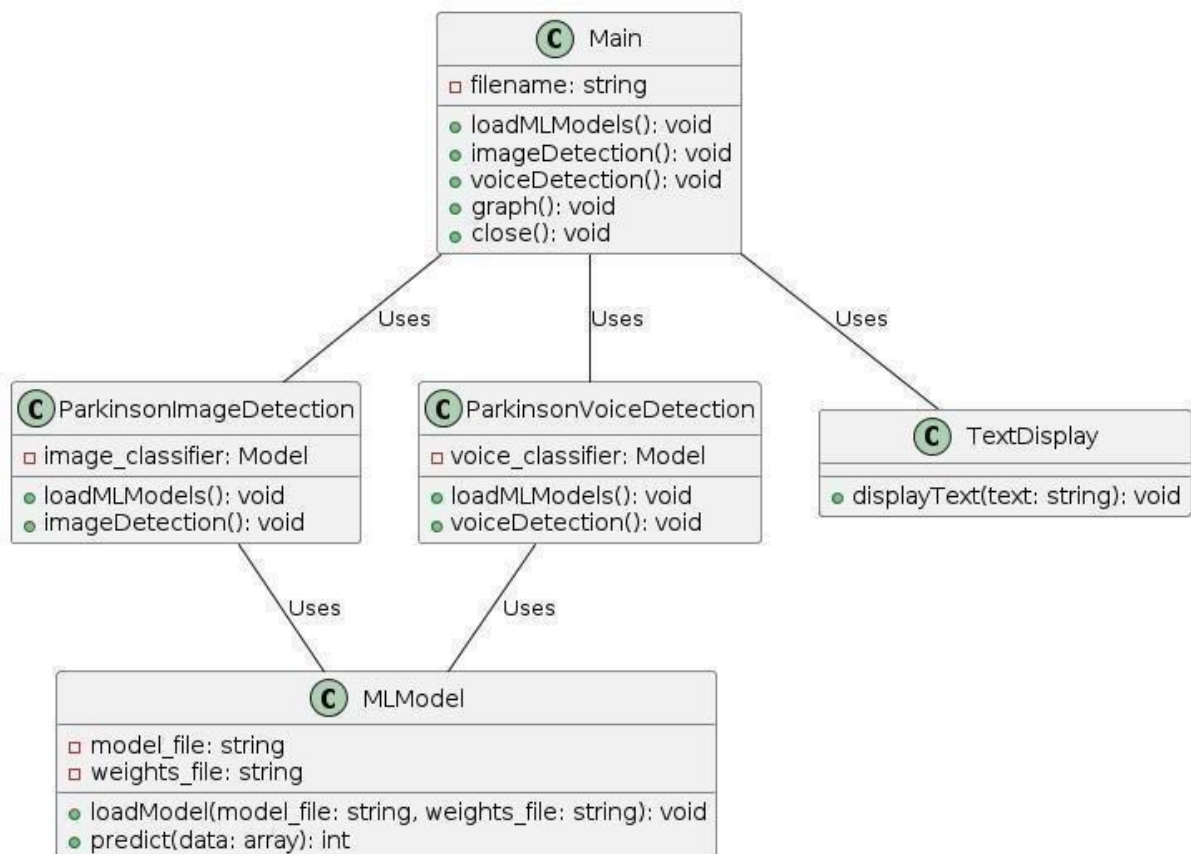 C Main
filename: string
loadMLModels(): void
imageDetection(): void
voiceDetection(): void
graph(): void
close(): void
Uses Uses Uses
C ParkinsonImageDetection
image_classifier: Model
loadMLModels(): void
imageDetection(): void
C ParkinsonVoiceDetection
voice_classifier: Model
loadMLModels(): void
voiceDetection(): void
C TextDisplay
displayText(text: string): void
Uses Uses
C MLModel
model_file: string
weights_file: string
loadModel(model_file: string, weights_file: string): void
predict(data: array): int